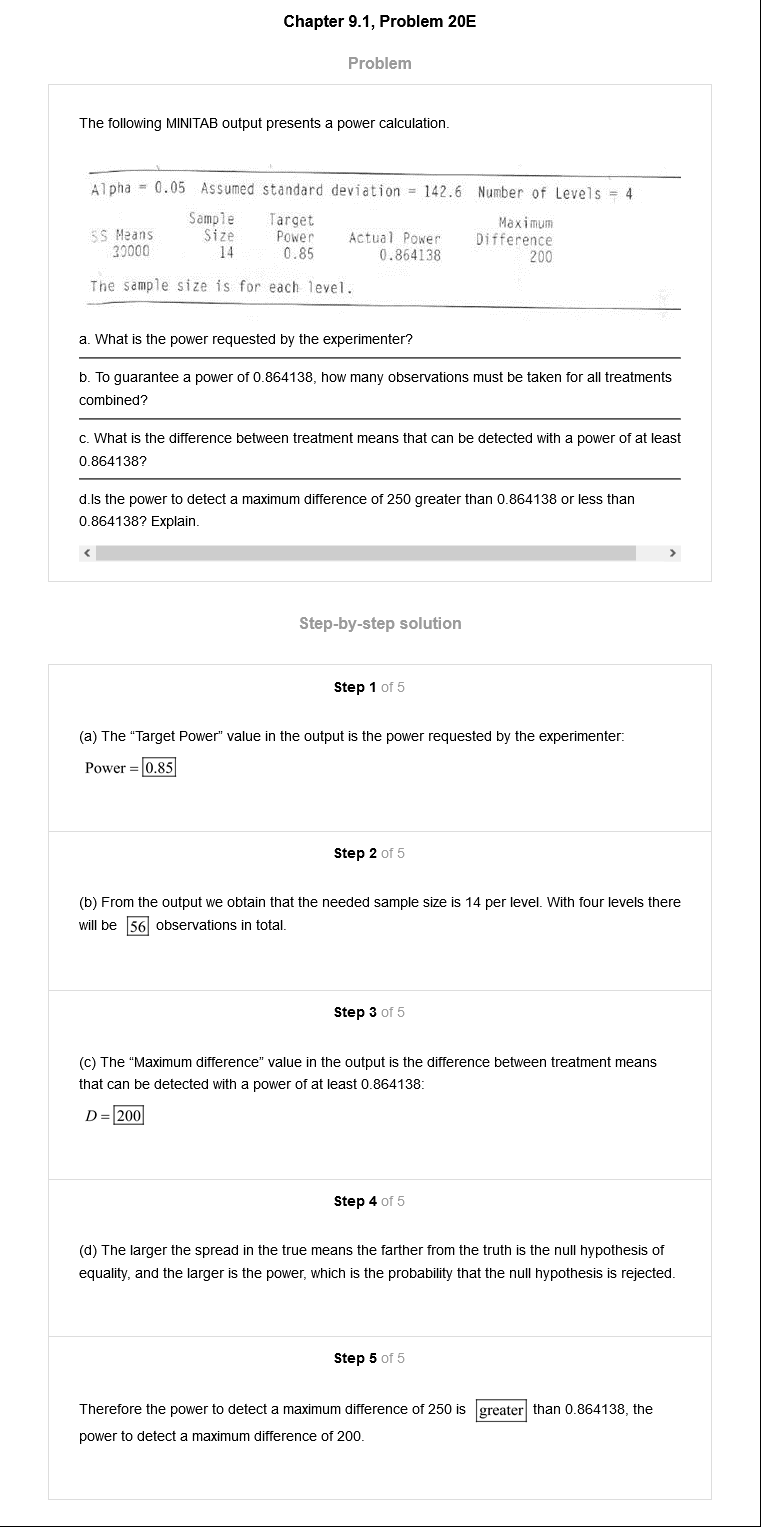 Chapter 9.1, Problem 20E
Problem
The following MINITAB output presents a power calculation.
Alpha = 0.05 Assumed standard deviation = 142.6 Number of Levels = 4
Sample Target Maximum
SS Means Size Power Actual Power Difference
14 0.85 0.864138 200
The sample size is for each level.
a. What is the power requested by the experimenter?
b. To guarantee a power of 0.864138, how many observations must be taken for all treatments
combined?
c. What is the difference between treatment means that can be detected with a power of at least
0.864138?
d.Is the power to detect a maximum difference of 250 greater than 0.864138 or less than
0.864138? Explain.
Step-by-step solution
Step 1 of 5
(a) The “Target Power” value in the output is the power requested by the experimenter:
Power = 0.85
Step 2 of 5
(b) From the output we obtain that the needed sample size is 14 per level. With four levels there
will be 56 observations in total.
Step 3 of 5
(c) The “Maximum difference” value in the output is the difference between treatment means
that can be detected with a power of at least 0.864138:
D = 200
Step 4 of 5
(d) The larger the spread in the true means the farther from the truth is the null hypothesis of
equality, and the larger is the power, which is the probability that the null hypothesis is rejected.
Step 5 of 5
Therefore the power to detect a maximum difference of 250 is greater than 0.864138, the
power to detect a maximum difference of 200.